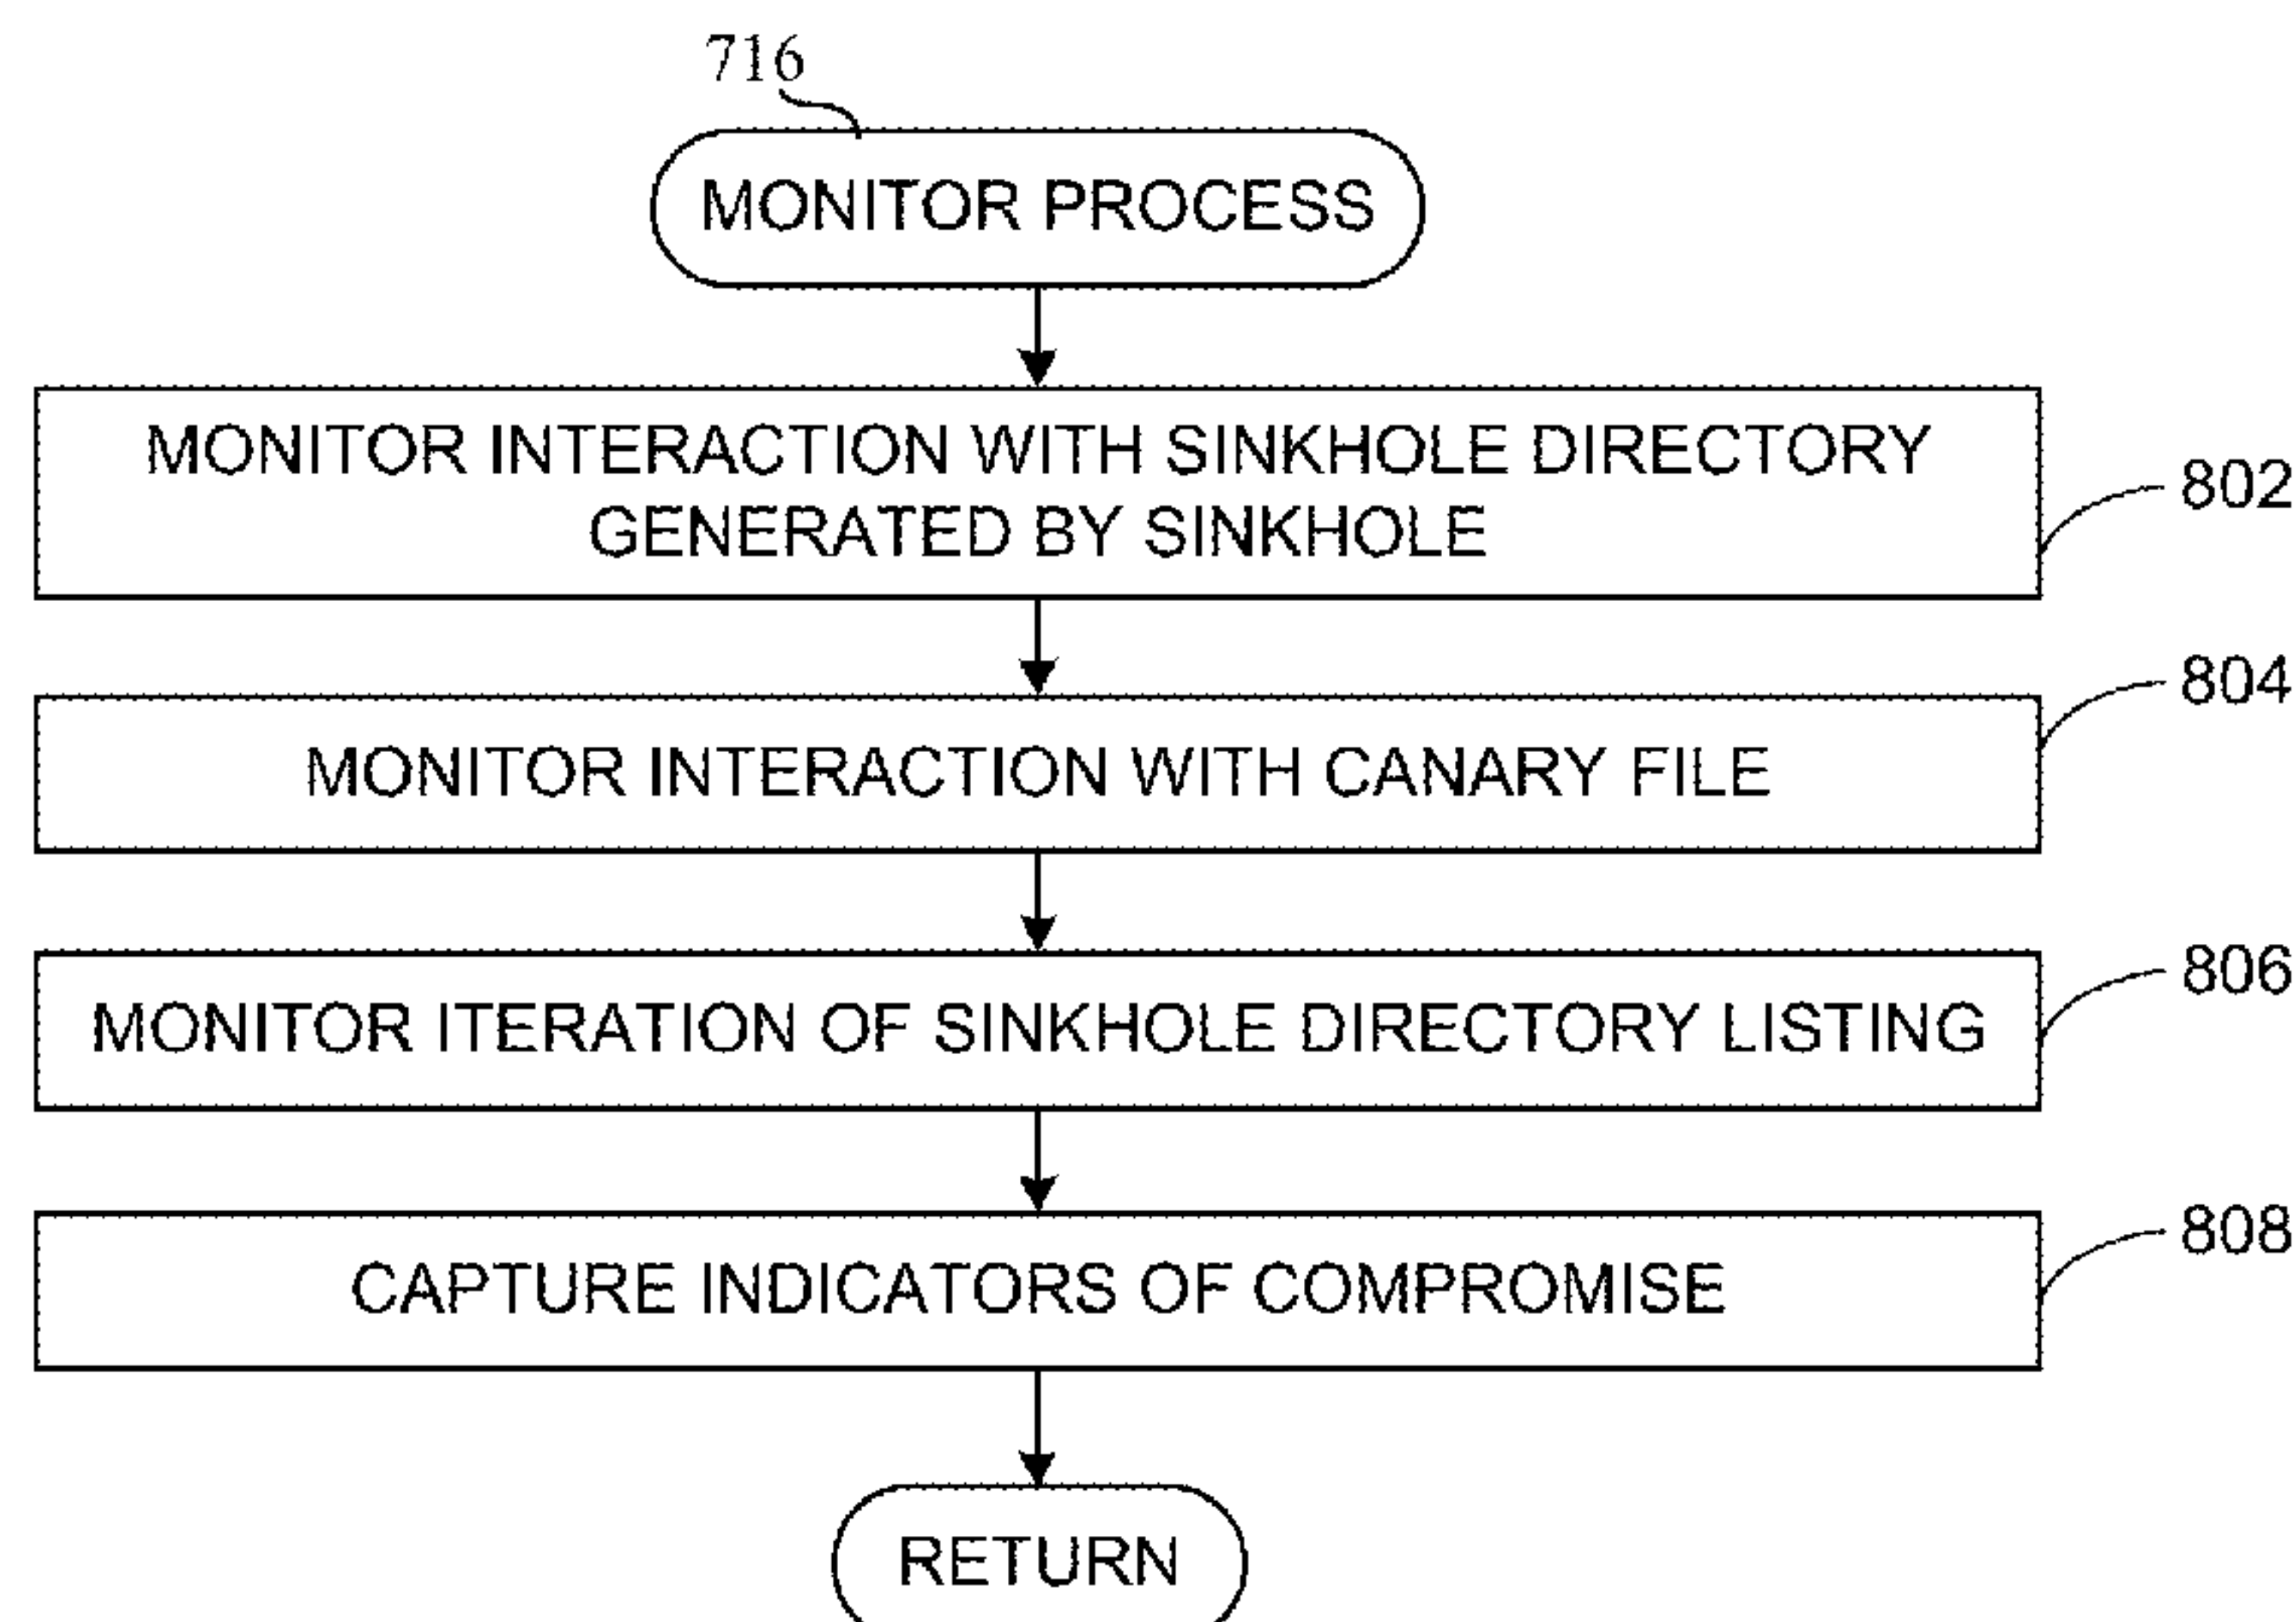 716
MONITOR PROCESS
MONITOR INTERACTION WITH SINKHOLE DIRECTORY
GENERATED BY SINKHOLE
802
804
MONITOR INTERACTION WITH CANARY FILE
806
MONITOR ITERATION OF SINKHOLE DIRECTORY LISTING
808
CAPTURE INDICATORS OF COMPROMISE
RETURN